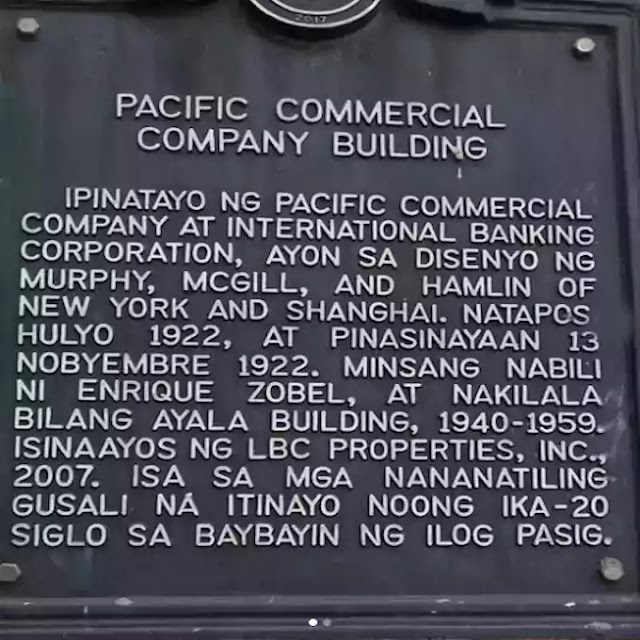 2017
PACIFIC COMMERCIAL
COMPANY BUILDING
IPINATAYO NG PACIFIC COMMERCIAL
COMPANY AT INTERNATIONAL BANKING
CORPORATION, AYON SA DISENYO NG
MURPHY, MCGILL, AND HAMLIN OF
NEW YORK AND SHANGHAI. NATAPOS
HULYO 1922, AT PINASINAYAAN 13
NOBYEMBRE 1922. MINSANG NABILI
NI ENRIQUE ZOBEL, AT NAKILALA
BILANG AYALA BUILDING, 1940-1959.
ISINAAYOS NG LBC PROPERTIES, INC.,
2007. ISA SA MGA NANANATILING
GUSALI NA ITINAYO NOONG IKA-20
SIGLO SA BAYBAYIN NG ILOG PASIG.